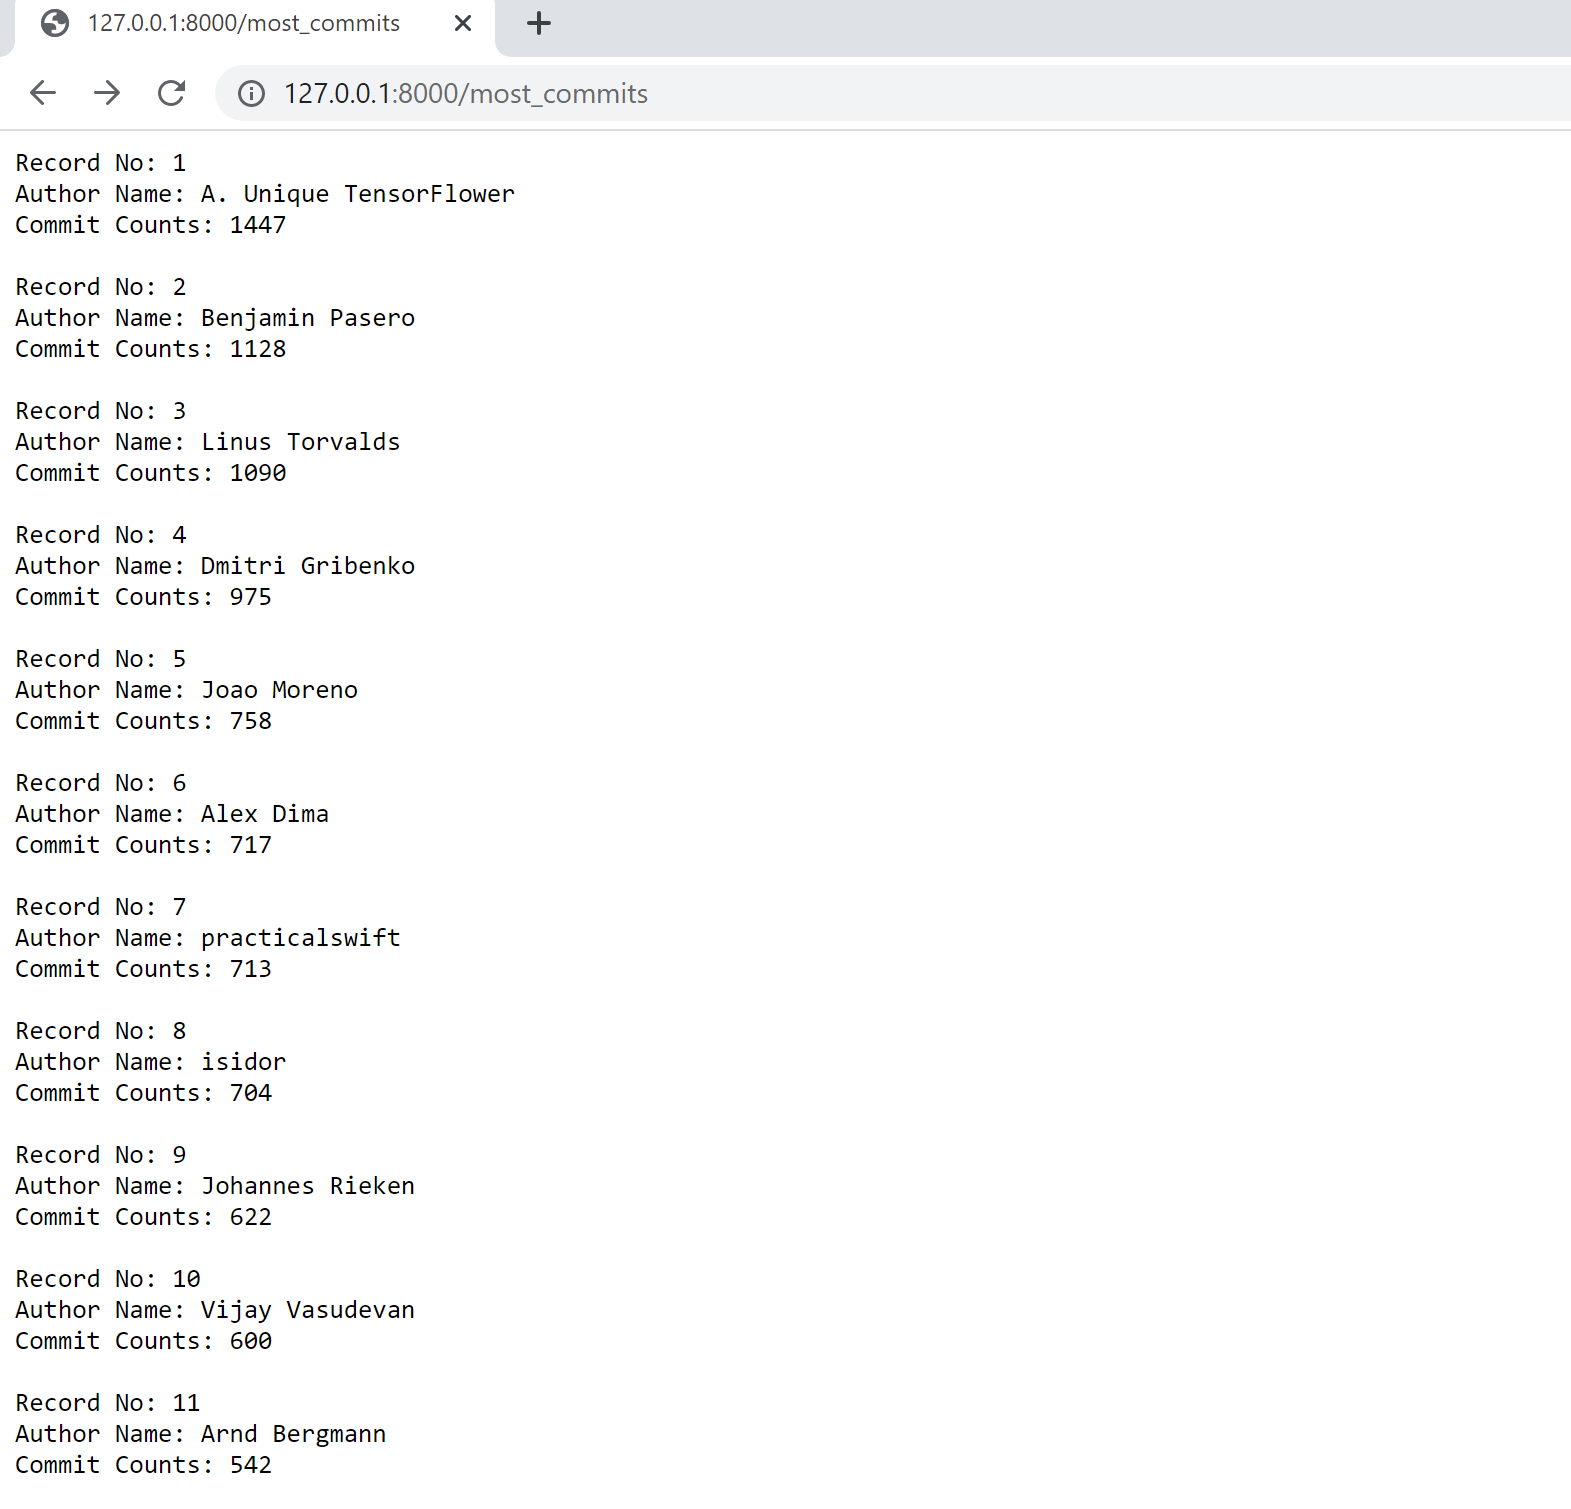 127.0.0.1:8000/most_commits
127.0.0.1:8000/most_commits
Record No: 1
Author Name: A. Unique TensorFlower
Commit Counts: 1447
Record No: 2
Author Name: Benjamin Pasero
Commit Counts: 1128
Record No: 3
Author Name: Linus Torvalds
Commit Counts: 1090
Record No: 4
Author Name: Dmitri Gribenko
Commit Counts: 975
Record No: 5
Author Name: Joao Moreno
Commit Counts: 758
Record No: 6
Author Name: Alex Dima
Commit Counts: 717
Record No: 7
Author Name: practicalswift
Commit Counts: 713
Record No: 8
Author Name: isidor
Commit Counts: 704
Record No: 9
Author Name: Johannes Rieken
Commit Counts: 622
Record No: 10
Author Name: Vijay Vasudevan
Commit Counts: 600
Record No: 11
Author Name: Arnd Bergmann
Commit Counts: 542